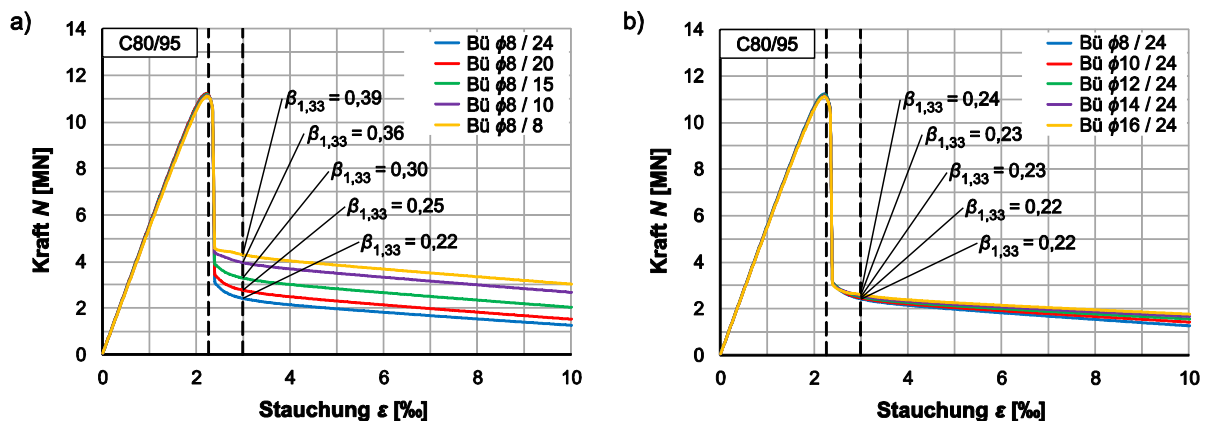 a)
Kraft N [MN]
14
12
10
8
6
4
2
0
C80/95
Bü ϕ8 / 24
Bü ϕ8 / 20
Bü ϕ8 / 15
Bü ϕ8 / 10
Bü ϕ8 / 8
β1,33 = 0,39
β1,33 = 0,36
β1,33 = 0,30
β1,33 = 0,25
β1,33 = 0,22
0 2 4 6 8 10
Stauchung ε [‰]
b)
Kraft N [MN]
14
12
10
8
6
4
2
0
C80/95
Bü ϕ8 / 24
Bü ϕ10 / 24
Bü ϕ12 / 24
Bü ϕ14 / 24
Bü ϕ16 / 24
β1,33 = 0,24
β1,33 = 0,23
β1,33 = 0,23
β1,33 = 0,22
β1,33 = 0,22
0 2 4 6 8 10
Stauchung ε [‰]